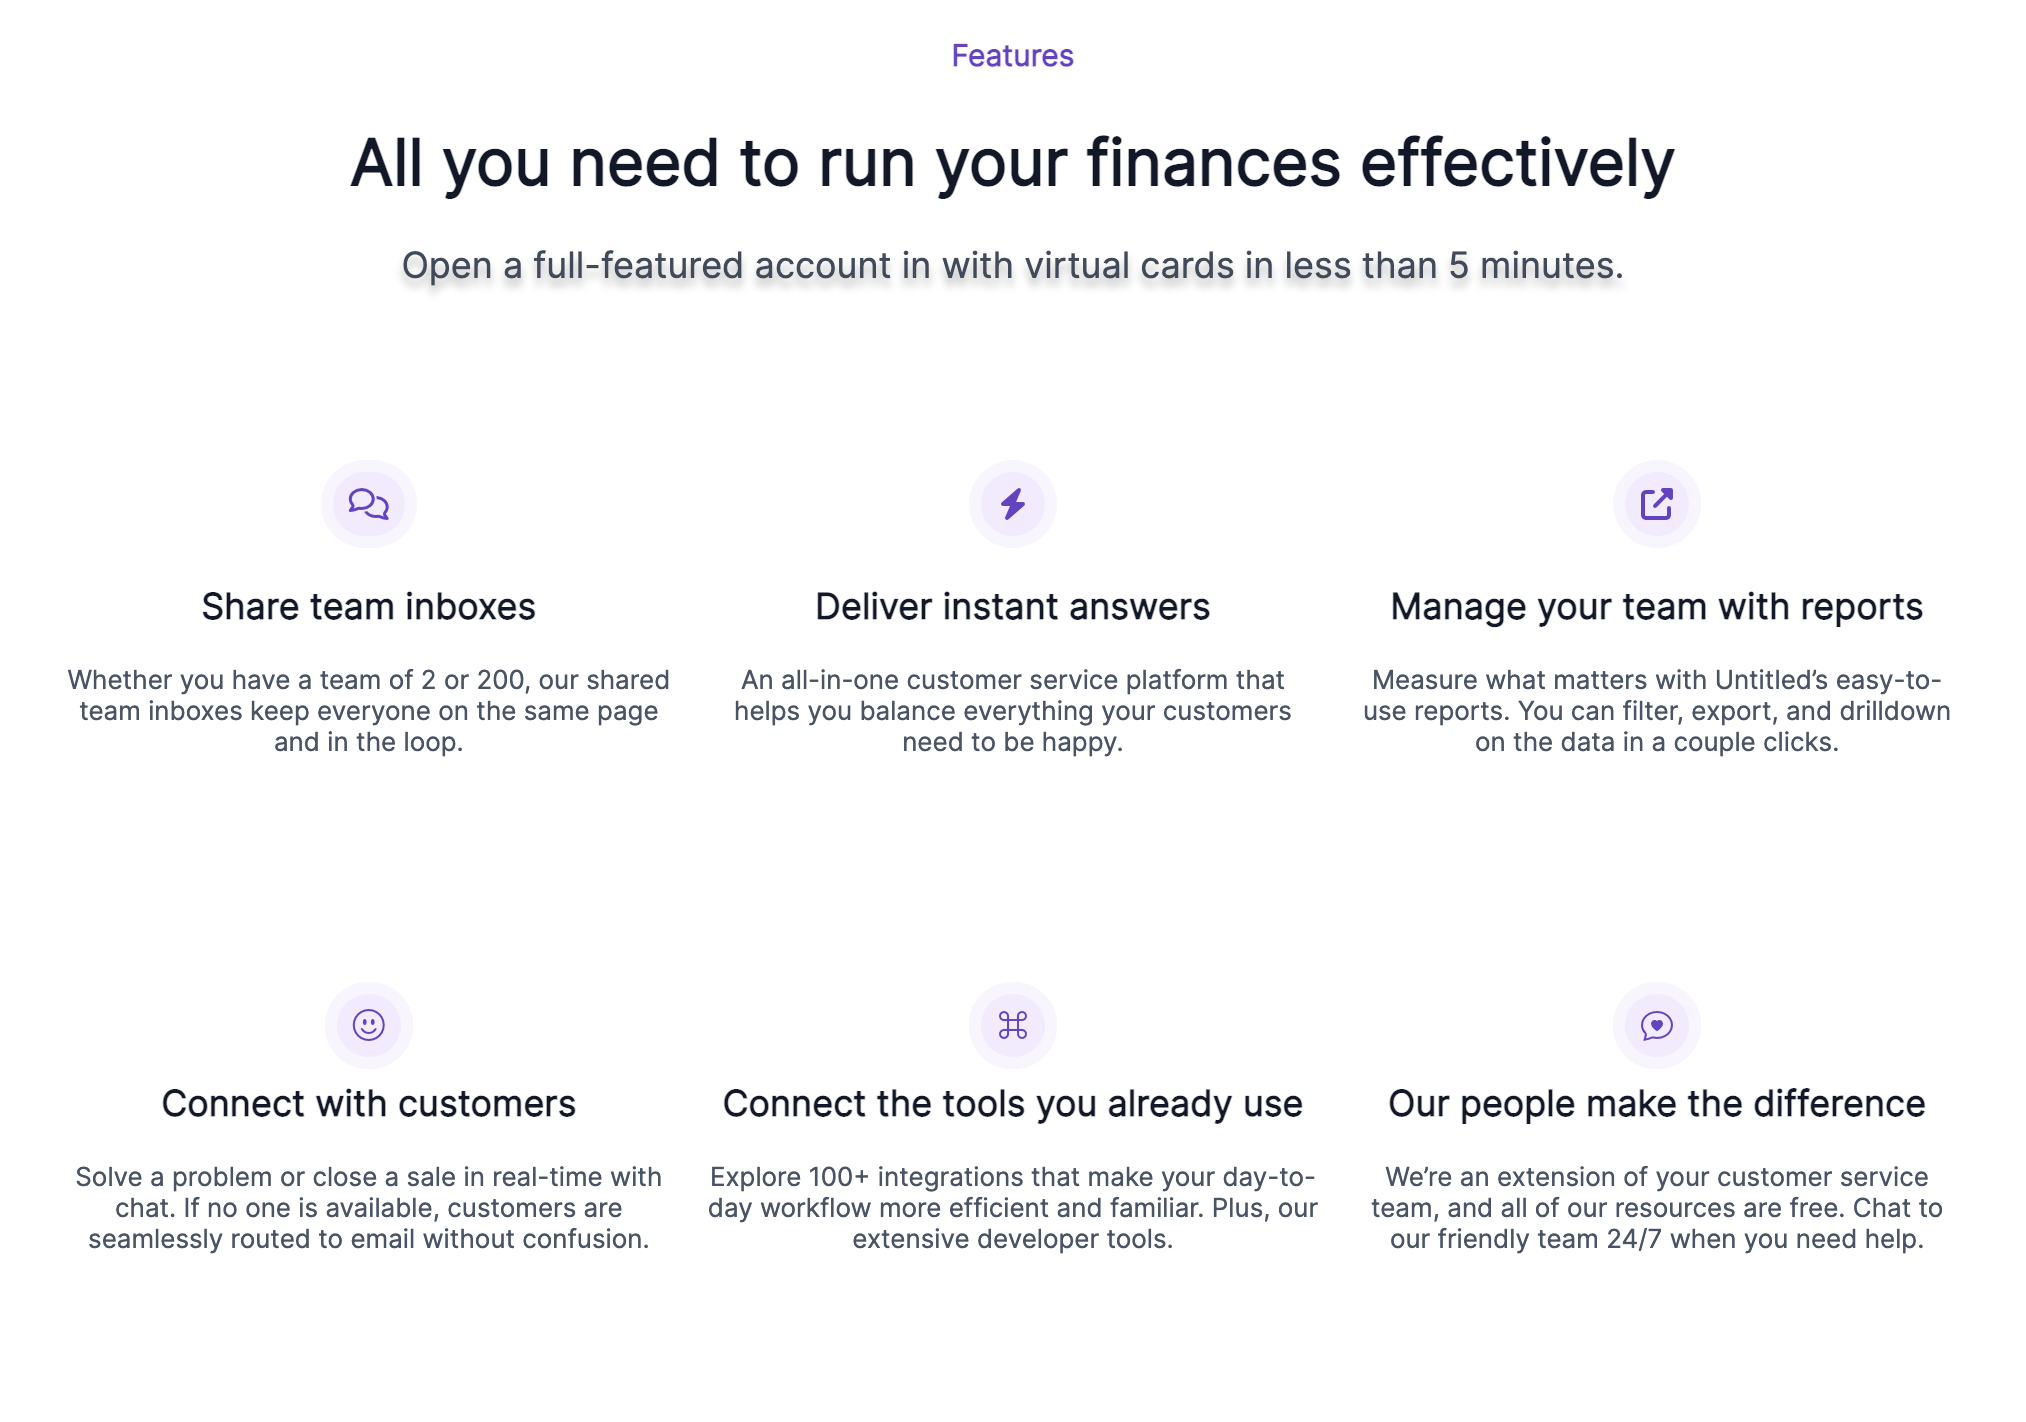 Features
All you need to run your finances effectively
Open a full-featured account in with virtual cards in less than 5 minutes.
Share team inboxes
Whether you have a team of 2 or 200, our shared
team inboxes keep everyone on the same page
and in the loop.
Deliver instant answers
An all-in-one customer service platform that
helps you balance everything your customers
need to be happy.
Manage your team with reports
Measure what matters with Untitled’s easy-to-
use reports. You can filter, export, and drilldown
on the data in a couple clicks.
Connect with customers
Solve a problem or close a sale in real-time with
chat. If no one is available, customers are
seamlessly routed to email without confusion.
Connect the tools you already use
Explore 100+ integrations that make your day-to-
day workflow more efficient and familiar. Plus, our
extensive developer tools.
Our people make the difference
We’re an extension of your customer service
team, and all of our resources are free. Chat to
our friendly team 24/7 when you need help.